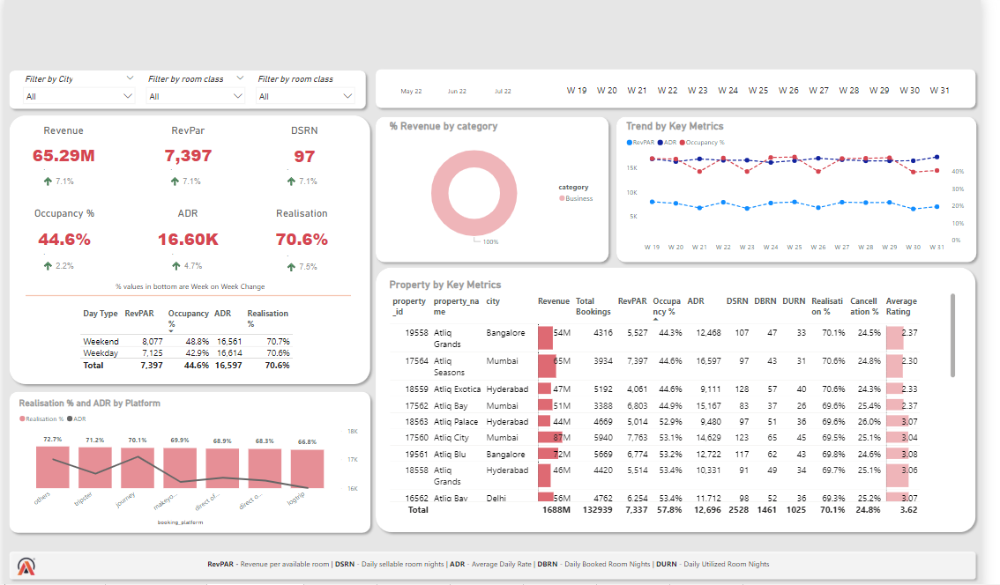 Filter by City
Filter by room class
Filter by room class
All
All
All
May 22 Jun 22 Jul 22
W 19 W 20 W 21 W 22 W 23 W 24 W 25 W 26 W 27 W 28 W 29 W 30 W 31
Revenue RevPar DSRN
65.29M 7,397 97
7.1% 7.1% 7.1%
Occupancy % ADR Realisation
44.6% 16.60K 70.6%
2.2% 4.7% 7.5%
% values in bottom are Week on Week Change
Day Type RevPAR Occupancy ADR Realisation
% %
Weekend 8,077 48.8% 16,561 70.7%
Weekday 7,125 42.9% 16,614 70.6%
Total 7,397 44.6% 16,597 70.6%
% Revenue by category
category
Business
100%
Trend by Key Metrics
RevPAR ADR Occupancy %
15K
10K
5K
40%
30%
20%
10%
0%
W 19 W 20 W 21 W 22 W 23 W 24 W 25 W 26 W 27 W 28 W 29 W 30 W 31
Realisation % and ADR by Platform
Realisation % ADR
72.7% 71.2% 70.1% 69.9% 68.9% 68.3% 66.8%
18K
17K
16K
others tripster journey makeyo... direct of... direct o... logtrip
booking_platform
Property by Key Metrics
property property_na city Revenue Total RevPAR Occupa ADR DSRN DBRN DURN Realisati Cancell Average
_id me Bookings ncy % on % ation % Rating
19558 Atliq Bangalore 54M 4316 5,527 44.3% 12,468 107 47 33 70.1% 24.5% 2.37
Grands
17564 Atliq Mumbai 65M 3934 7,397 44.6% 16,597 97 43 31 70.6% 24.8% 2.30
Seasons
18559 Atliq Exotica Hyderabad 47M 5192 4,061 44.6% 9,111 128 57 40 70.6% 24.3% 2.33
17562 Atliq Bay Mumbai 51M 3388 6,803 44.9% 15,167 83 37 26 69.6% 25.4% 2.37
18563 Atliq Palace Hyderabad 44M 4669 5,014 52.9% 9,480 97 51 36 69.6% 26.0% 3.07
17560 Atliq City Mumbai 87M 5940 7,763 53.1% 14,629 123 65 45 69.5% 25.1% 3.04
19561 Atliq Blu Bangalore 72M 5669 6,774 53.2% 12,722 117 62 43 69.8% 24.6% 3.08
18558 Atliq Hyderabad 46M 4420 5,514 53.4% 10,331 91 49 34 69.7% 25.1% 3.06
Grands
16562 Atliq Bay Delhi 56M 4762 6,254 53.4% 11,712 98 52 36 69.3% 25.2% 3.07
Total 1688M 132939 7,337 57.8% 12,696 2528 1461 1025 70.1% 24.8% 3.62
RevPAR - Revenue per available room | DSRN - Daily sellable room nights | ADR - Average Daily Rate | DBRN - Daily Booked Room Nights | DURN - Daily Utilized Room Nights